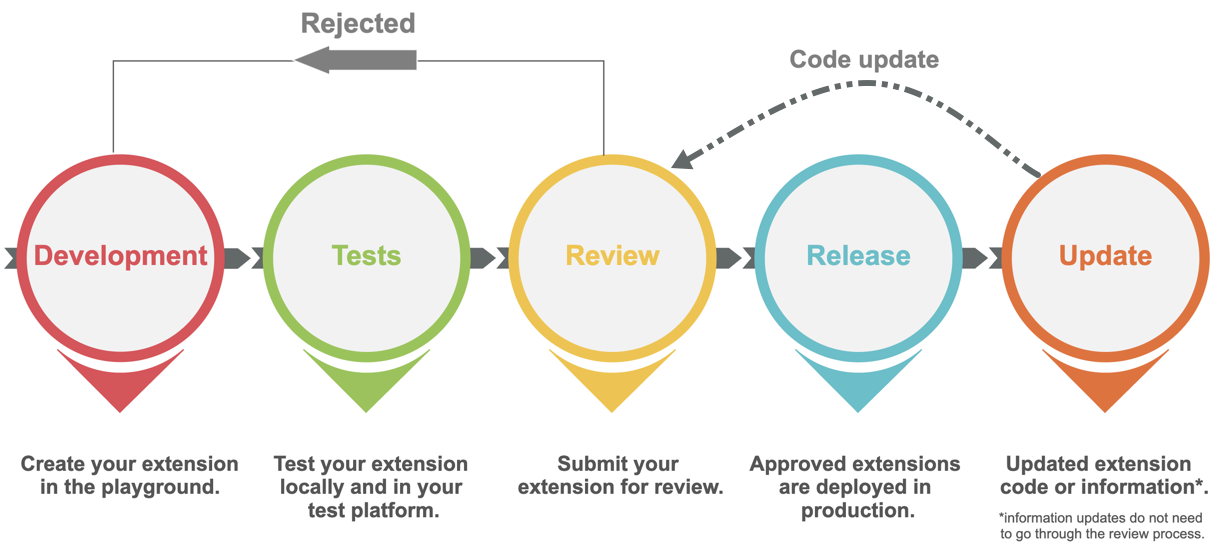 Rejected
Code update
Development
Tests
Review
Release
Update
Create your extension
in the playground.
Test your extension
locally and in your
test platform.
Submit your
extension for review.
Approved extensions
are deployed in
production.
Updated extension
code or information*.
*information updates do not need
to go through the review process.